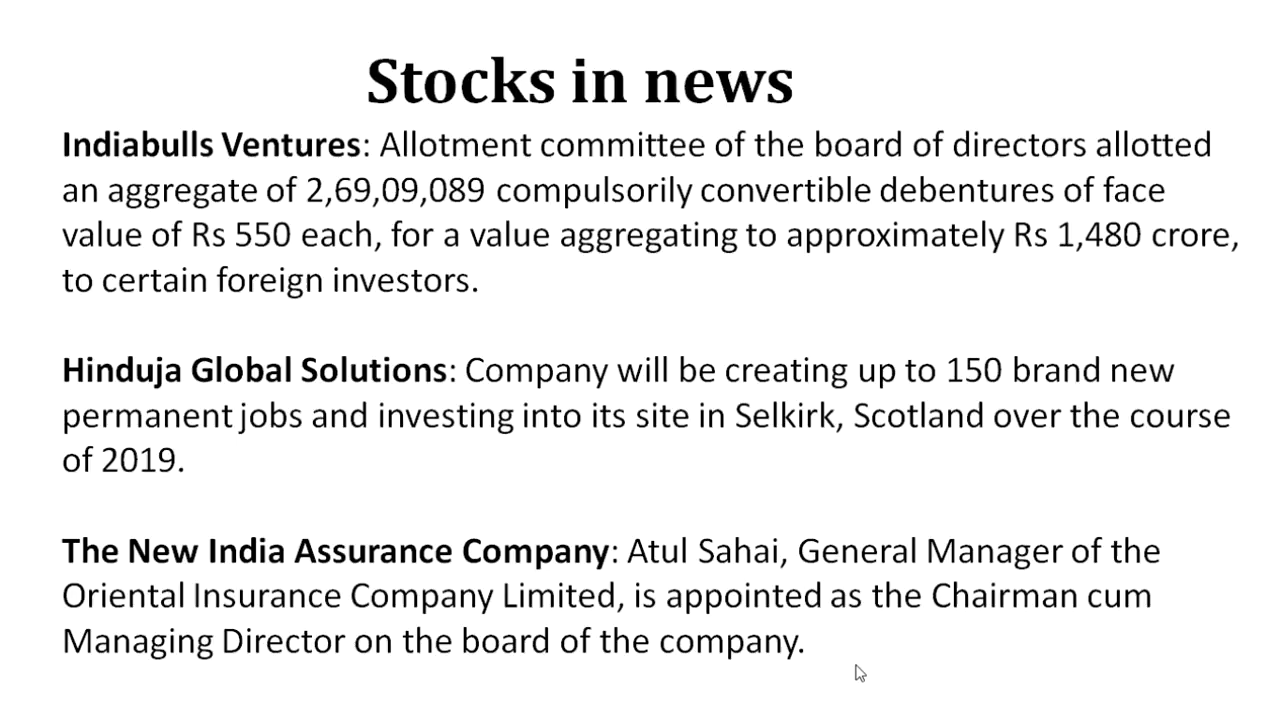 Stocks in news
Indiabulls Ventures: Allotment committee of the board of directors allotted
an aggregate of 2,69,09,089 compulsorily convertible debentures of face
value of Rs 550 each, for a value aggregating to approximately Rs 1,480 crore,
to certain foreign investors.
Hinduja Global Solutions: Company will be creating up to 150 brand new
permanent jobs and investing into its site in Selkirk, Scotland over the course
of 2019.
The New India Assurance Company: Atul Sahai, General Manager of the
Oriental Insurance Company Limited, is appointed as the Chairman cum
Managing Director on the board of the company.